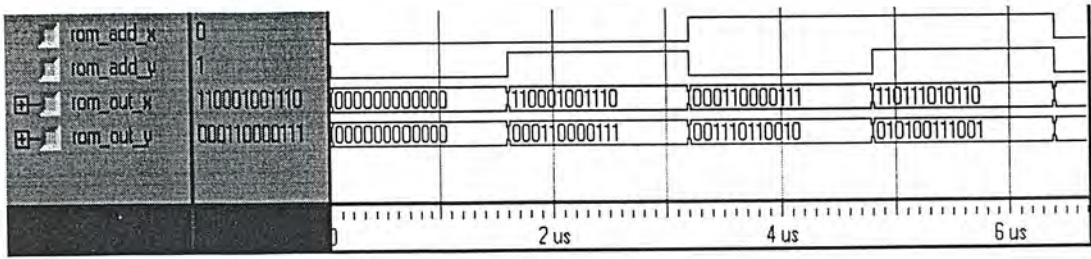 rom_add_x 0
rom_add_y 1
rom_out_x 110001001110 000000000000 110001001110 000110000111 110111010110
rom_out_y 000110000111 000000000000 000110000111 001110110010 010100111001
0 2 us 4 us 6 us